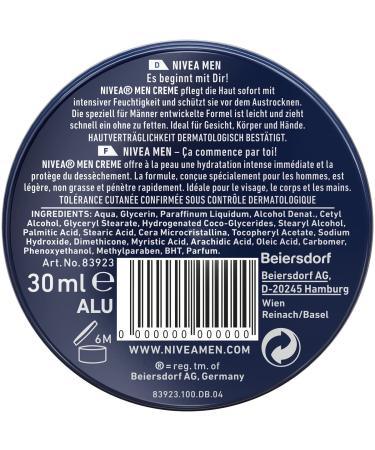 D NIVEA MEN
Es beginnt mit Dir!
NIVEA® MEN CREME pflegt die Haut sofort mit
intensiver Feuchtigkeit und schützt sie vor dem Austrocknen.
Die speziell für Männer entwickelte Formel ist leicht und zieht
schnell ein ohne zu fetten. Ideal für Gesicht, Körper und Hände.
HAUTVERTRÄGLICHKEIT DERMATOLOGISCH BESTÄTIGT.
F NIVEA MEN – Ça commence par toi!
NIVEA® MEN CREME offre à la peau une hydratation intense immédiate et la
protège du dessèchement. La formule, conçue spécialement pour les hommes, est
légère, non grasse et pénètre rapidement. Idéale pour le visage, le corps et les mains.
TOLÉRANCE CUTANÉE CONFIRMÉE SOUS CONTRÔLE DERMATOLOGIQUE
INGREDIENTS: Aqua, Glycerin, Paraffinum Liquidum, Alcohol Denat., Cetyl
Alcohol, Glyceryl Stearate, Hydrogenated Coco-Glycerides, Stearyl Alcohol,
Palmitic Acid, Stearic Acid, Cera Microcristallina, Tocopheryl Acetate, Sodium
Hydroxide, Dimethicone, Myristic Acid, Arachidic Acid, Oleic Acid, Carbomer,
Phenoxyethanol, Methylparaben, BHT, Parfum.
Art.No.83923
30 ml e
ALU
6M
0 000000 000000
Beiersdorf
Beiersdorf AG,
D-20245 Hamburg
Wien
Reinach/Basel
WWW.NIVEAMEN.COM
® = reg. tm. of
Beiersdorf AG, Germany
83923.100.DB.04